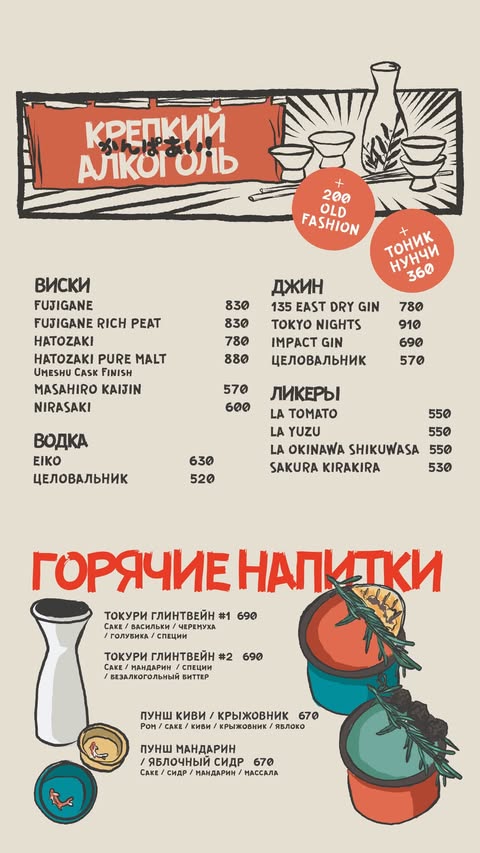 КРЕПКИЙ
かんぱあい!
АЛКОГОЛЬ
+
200
OLD
FASHION
+
ТОНИК
НУНЧИ
360
ВИСКИ
FUJIGANE 830
FUJIGANE RICH PEAT 830
HATOZAKI 780
HATOZAKI PURE MALT 880
UMESHU CASK FINISH
MASAHIRO KAIJIN 570
NIRASAKI 600
ВОДКА
EIKO 630
ЦЕЛОВАЛЬНИК 520
ДЖИН
135 EAST DRY GIN 780
TOKYO NIGHTS 910
IMPACT GIN 690
ЦЕЛОВАЛЬНИК 570
ЛИКЕРЫ
LA TOMATO 550
LA YUZU 550
LA OKINAWA SHIKUWASA 550
SAKURA KIRAKIRA 530
ГОРЯЧИЕ НАПИТКИ
ТОКУРИ ГЛИНТВЕЙН #1 690
САКЕ / ВАСИЛЬКИ / ЧЕРЕМУХА
/ ГОЛУБИКА / СПЕЦИИ
ТОКУРИ ГЛИНТВЕЙН #2 690
САКЕ / МАНДАРИН / СПЕЦИИ
/ БЕЗАЛКОГОЛЬНЫЙ БИТТЕР
ПУНШ КИВИ / КРЫЖОВНИК 670
РОМ / САКЕ / КИВИ / КРЫЖОВНИК / ЯБЛОКО
ПУНШ МАНДАРИН
/ ЯБЛОЧНЫЙ СИДР 670
САКЕ / СИДР / МАНДАРИН / МАССАЛА